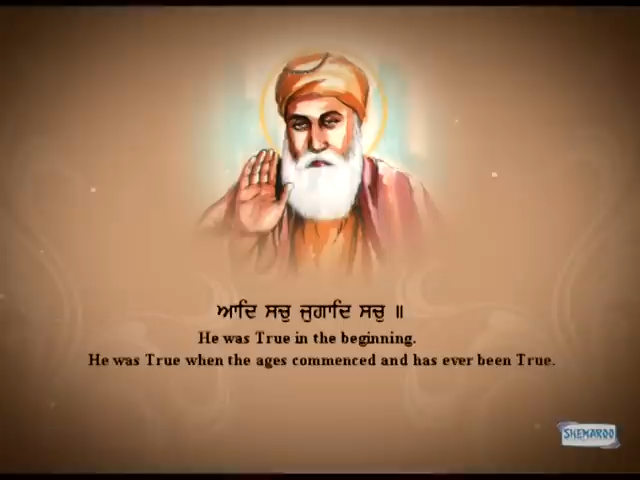 ਆਦਿ ਸਚੁ ਜੁਗਾਦਿ ਸਚੁ ॥
He was True in the beginning.
He was True when the ages commenced and has ever been True.
SHEMAROO